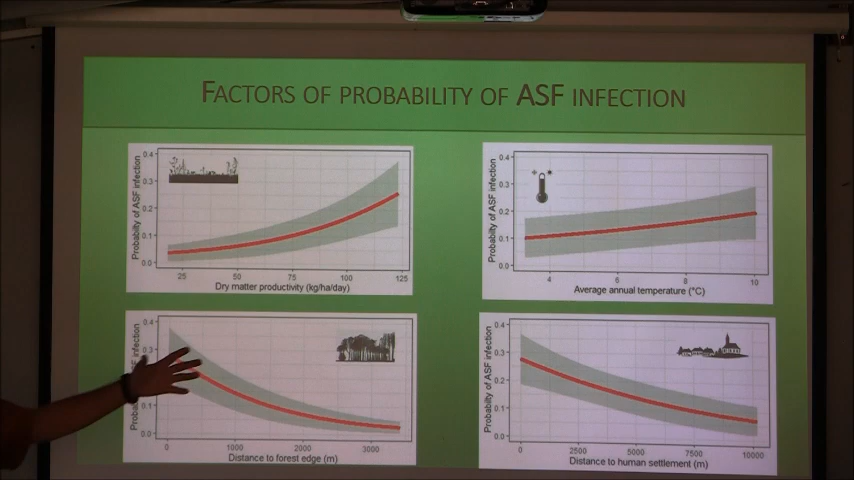 FACTORS OF PROBABILITY OF ASF INFECTION
Probability of ASF infection
0.4
0.3
0.2
0.1
0.0
25 50 75 100 125
Dry matter productivity (kg/ha/day)
Probability of ASF infection
0.4
0.3
0.2
0.1
0.0
4 6 8 10
Average annual temperature (°C)
infection
0.4
0.3
0.1
0.0
0 1000 2000 3000
Distance to forest edge (m)
Probability of ASF infection
0.4
0.3
0.2
0.1
0.0
0 2500 5000 7500 10000
Distance to human settlement (m)